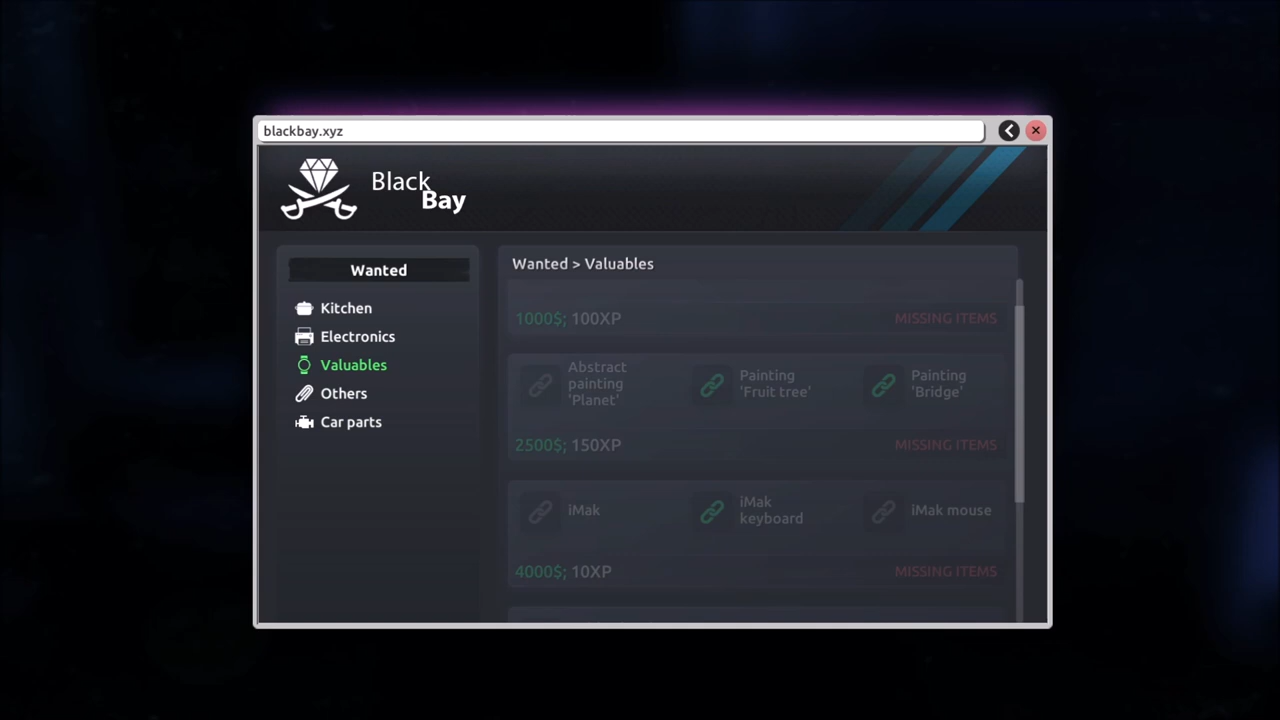 blackbay.xyz
Black
Bay
Wanted
Kitchen
Electronics
Valuables
Others
Car parts
Wanted > Valuables
1000$; 100XP
MISSING ITEMS
Abstract
painting
'Planet'
Painting
'Fruit tree'
Painting
'Bridge'
2500$; 150XP
MISSING ITEMS
iMak
iMak
keyboard
iMak mouse
4000$; 10XP
MISSING ITEMS